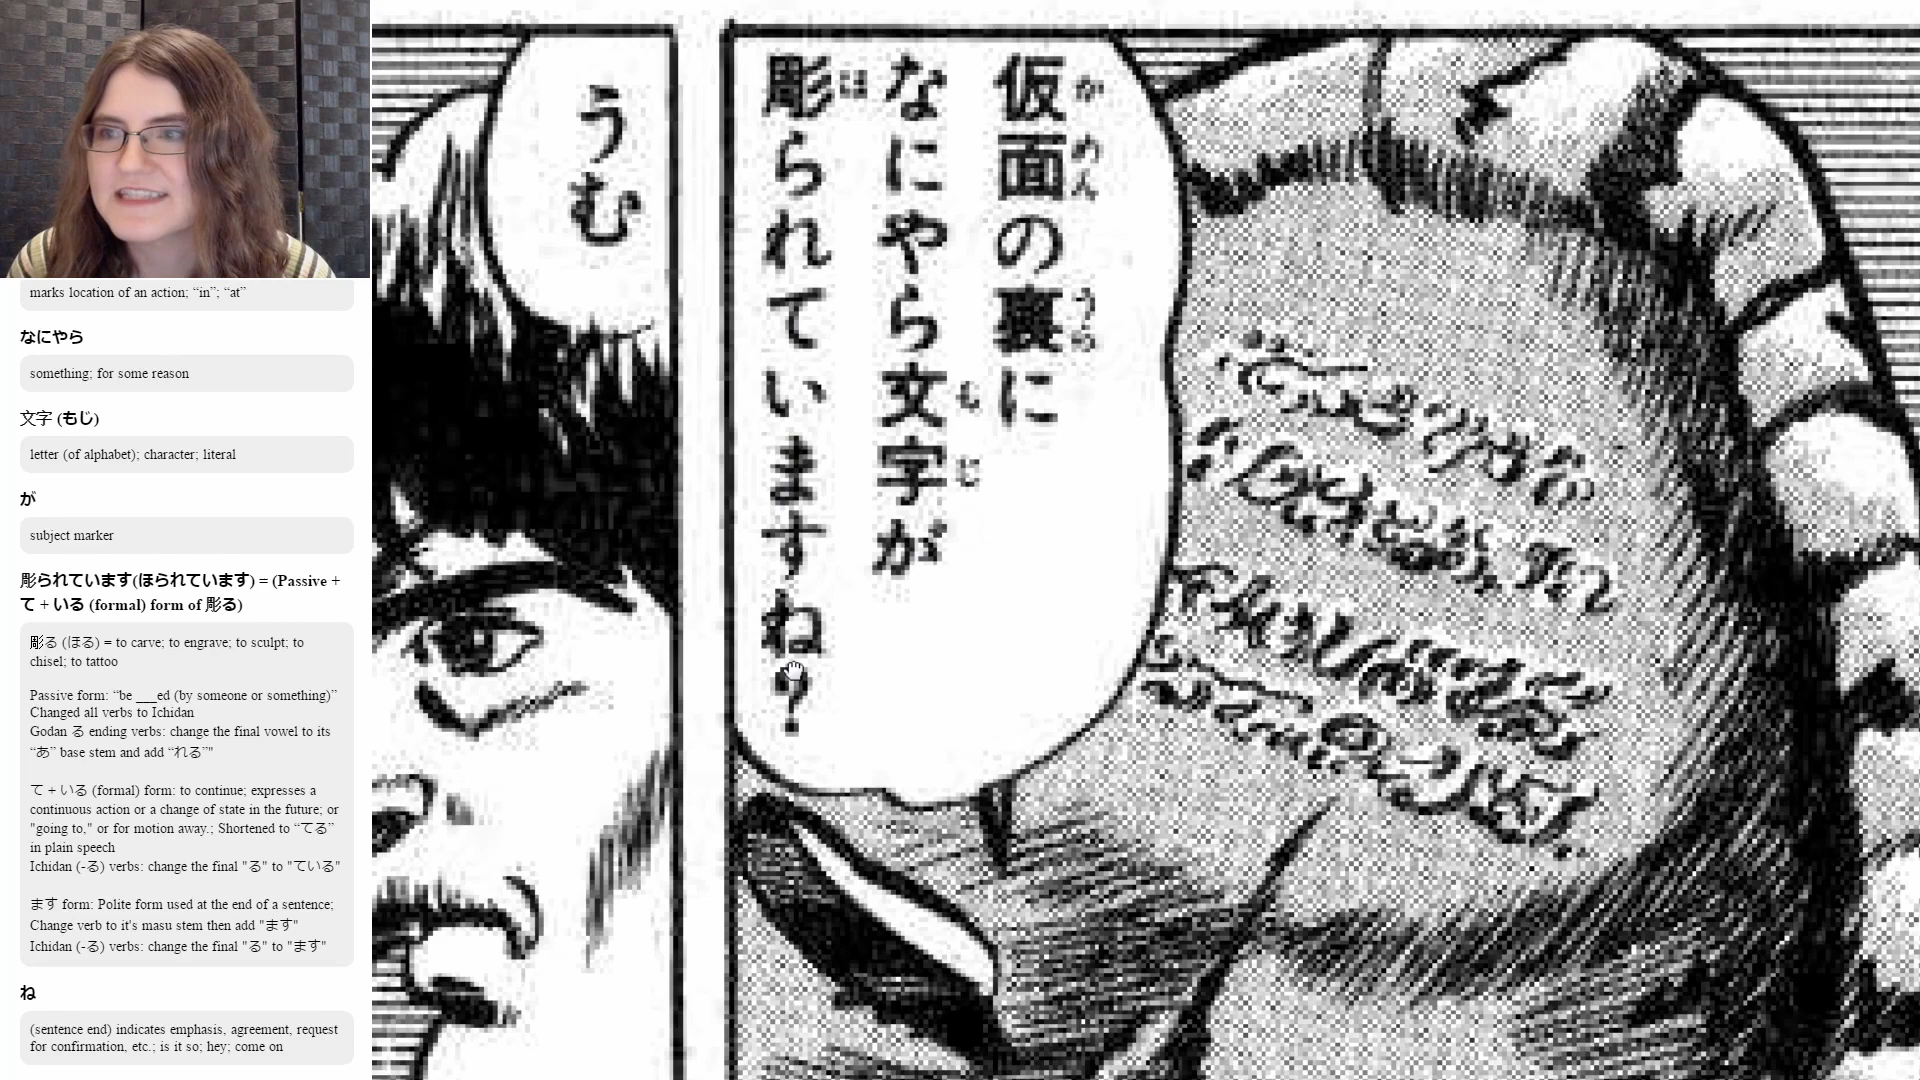 marks location of an action; “in”; “at”
なにやら
something; for some reason
文字 (もじ)
letter (of alphabet); character; literal
が
subject marker
彫られています(ほられています) = (Passive +
て + いる (formal) form of 彫る)
彫る (ほる) = to carve; to engrave; to sculpt; to
chisel; to tattoo
Passive form: “be ___ed (by someone or something)”
Changed all verbs to Ichidan
Godan る ending verbs: change the final vowel to its
“あ” base stem and add “れる”"
て + いる (formal) form: to continue; expresses a
continuous action or a change of state in the future; or
"going to," or for motion away.; Shortened to “てる”
in plain speech
Ichidan (-る) verbs: change the final "る" to "ている"
ます form: Polite form used at the end of a sentence;
Change verb to it's masu stem then add "ます"
Ichidan (-る) verbs: change the final "る" to "ます"
ね
(sentence end) indicates emphasis, agreement, request
for confirmation, etc.; is it so; hey; come on
仮面の裏に
かめん
うら
なにやら文字が
もじ
彫られていますね?
ほ
うむ